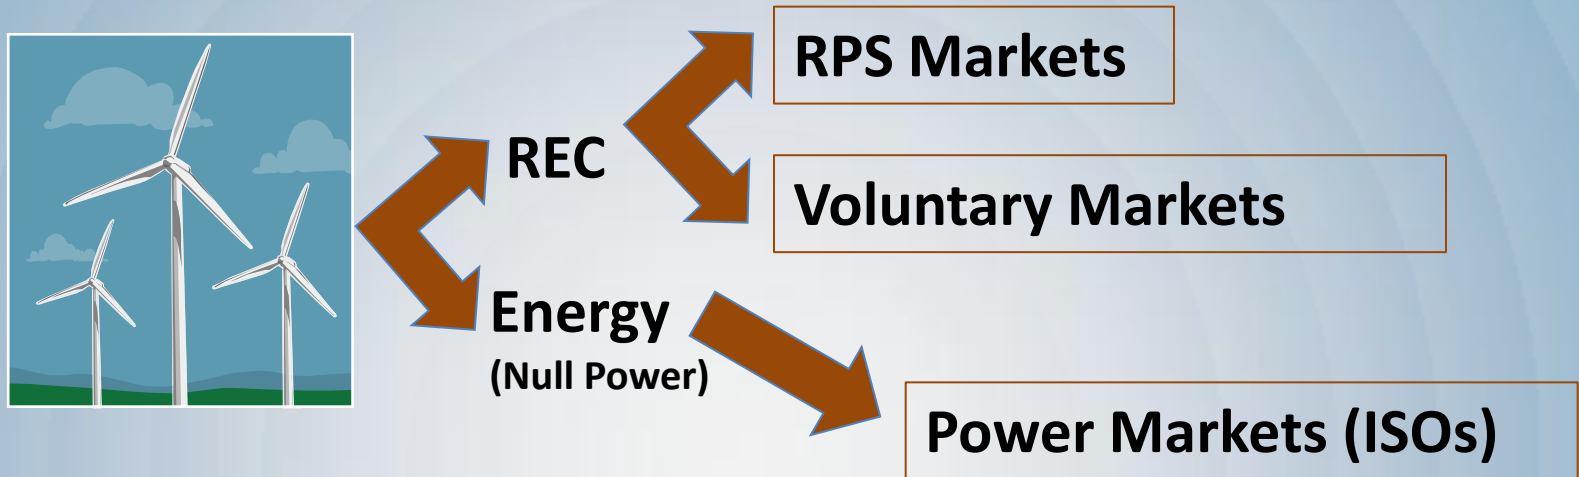 RPS Markets
REC
Voluntary Markets
Energy
(Null Power)
Power Markets (ISOs)